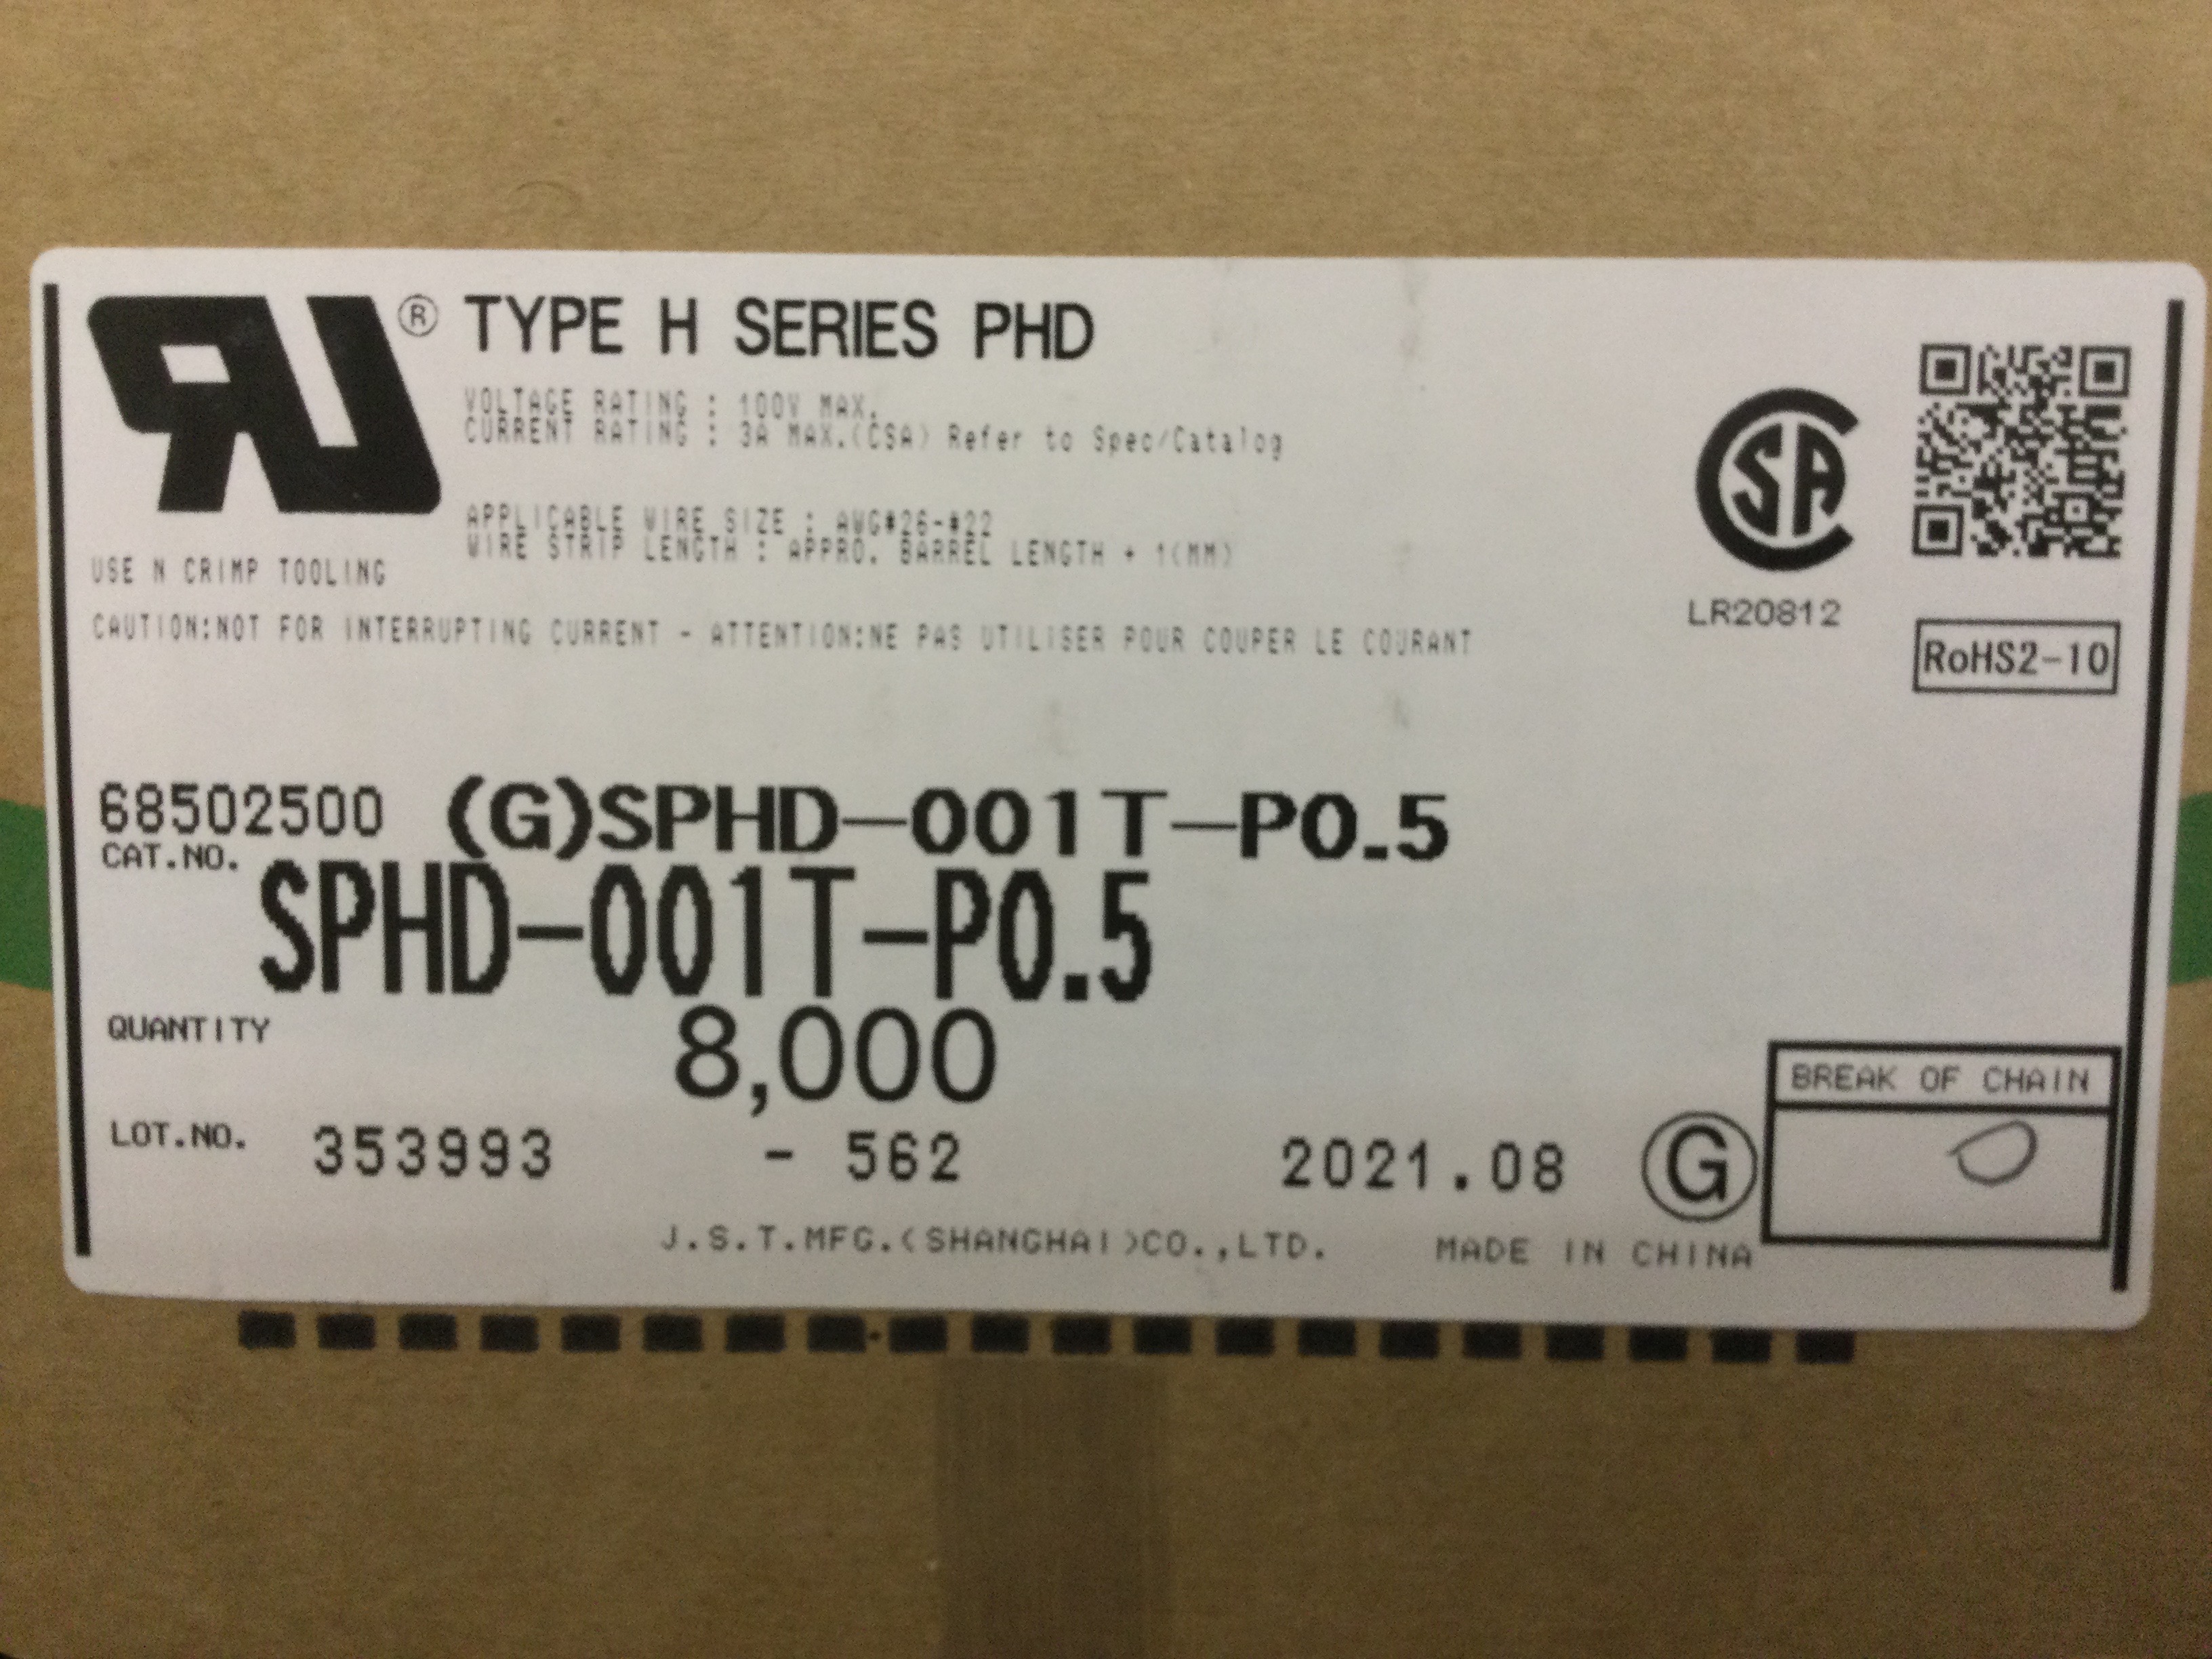 ® TYPE H SERIES PHD
VOLTAGE RATING : 100V MAX.
CURRENT RATING : 3A MAX.(CSA) Refer to Spec/Catalog
APPLICABLE WIRE SIZE : AWG#26-#22
WIRE STRIP LENGTH : APPRO. BARREL LENGTH + 1(MM)
USE N CRIMP TOOLING
CAUTION:NOT FOR INTERRUPTING CURRENT - ATTENTION:NE PAS UTILISER POUR COUPER LE COURANT
LR20812
RoHS2-10
68502500 (G)SPHD-001T-P0.5
CAT.NO.
SPHD-001T-P0.5
QUANTITY 8,000
LOT.NO. 353993 - 562 2021.08 G
BREAK OF CHAIN
0
J.S.T.MFG.(SHANGHAI)CO.,LTD. MADE IN CHINA